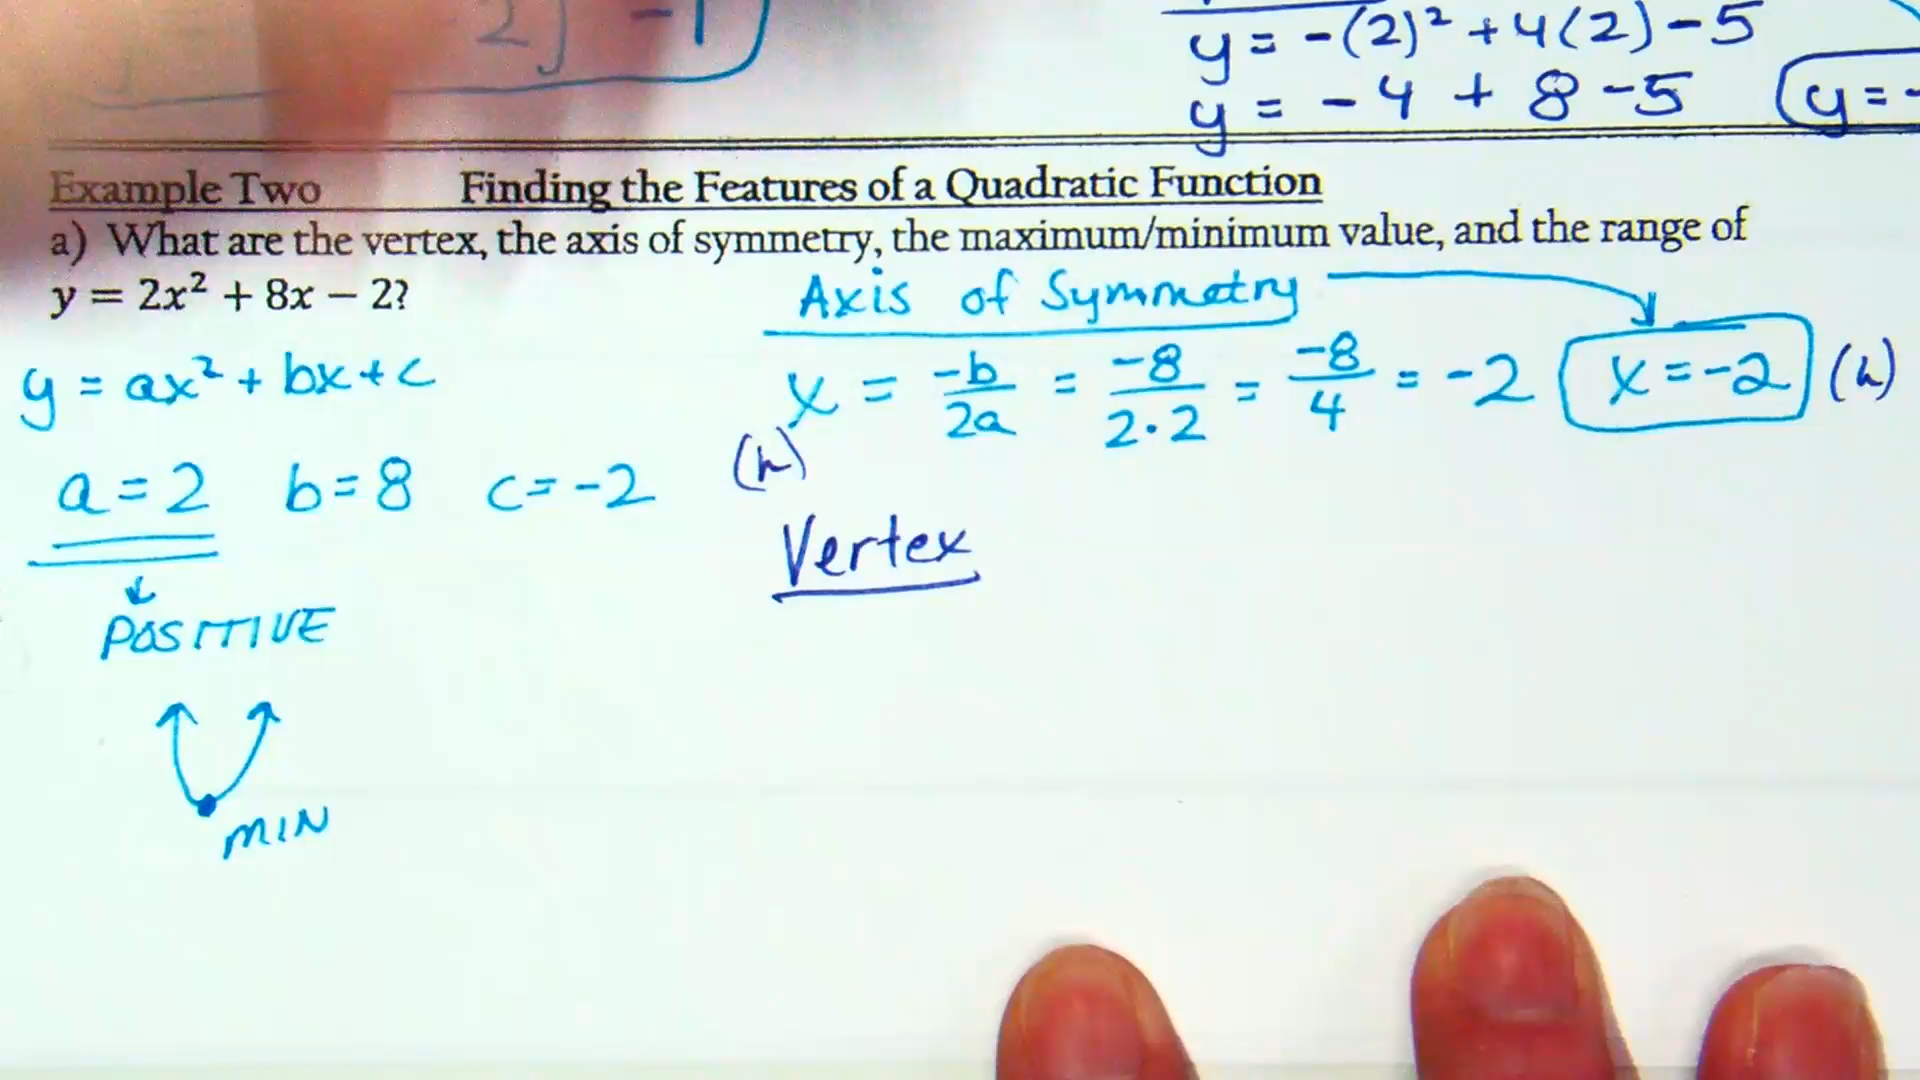 2] -1
y = -(2)² + 4(2) - 5
y = -4 + 8 - 5 y = -
Example Two Finding the Features of a Quadratic Function
a) What are the vertex, the axis of symmetry, the maximum/minimum value, and the range of
y = 2x² + 8x − 2?
Axis of Symmetry
y = ax² + bx + c
x = -b/2a = -8/2·2 = -8/4 = -2 x = -2 (h)
(h)
a = 2 b = 8 c = -2
Vertex
POSITIVE
MIN